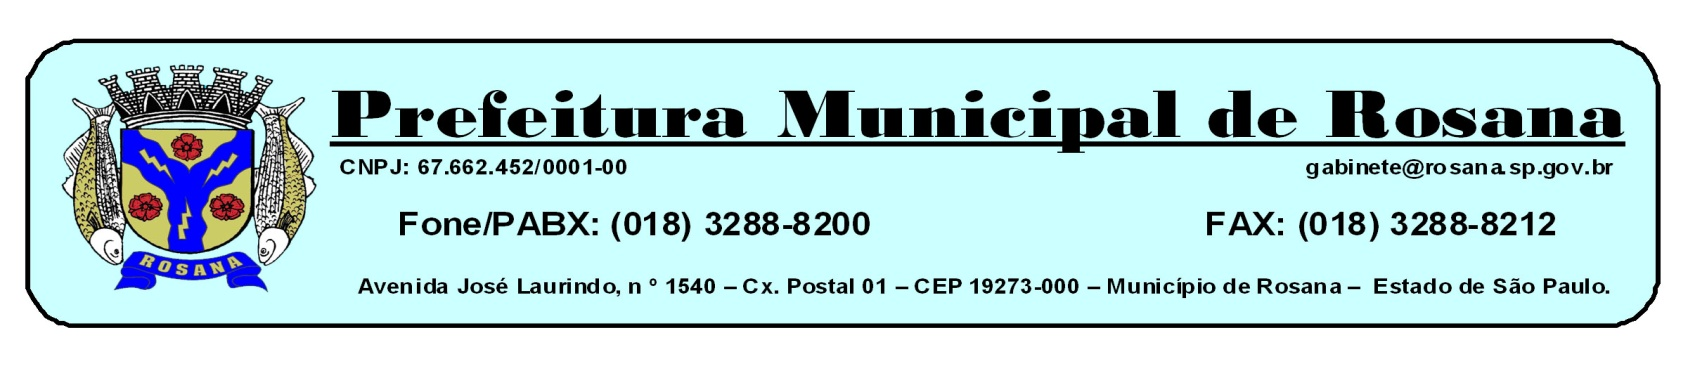 Prefeitura Municipal de Rosana
CNPJ: 67.662.452/0001-00 gabinete@rosana.sp.gov.br
Fone/PABX: (018) 3288-8200 FAX: (018) 3288-8212
ROSANA
Avenida José Laurindo, n º 1540 – Cx. Postal 01 – CEP 19273-000 – Município de Rosana – Estado de São Paulo.